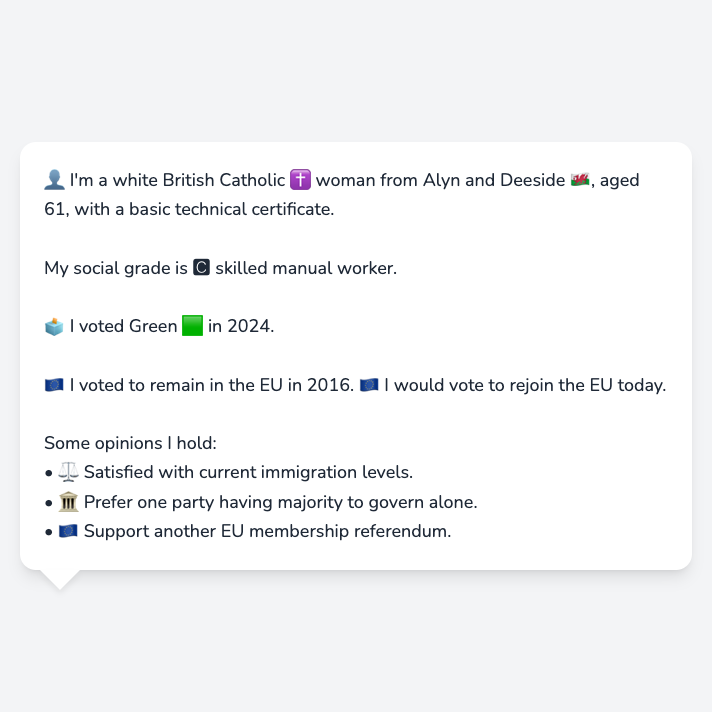 👤 I'm a white British Catholic ✝️ woman from Alyn and Deeside 🏴󠁧󠁢󠁷󠁬󠁳󠁿, aged
61, with a basic technical certificate.
My social grade is 🅲 skilled manual worker.
🗳️ I voted Green 🟩 in 2024.
🇪🇺 I voted to remain in the EU in 2016. 🇪🇺 I would vote to rejoin the EU today.
Some opinions I hold:
• ⚖️ Satisfied with current immigration levels.
• 🏛️ Prefer one party having majority to govern alone.
• 🇪🇺 Support another EU membership referendum.